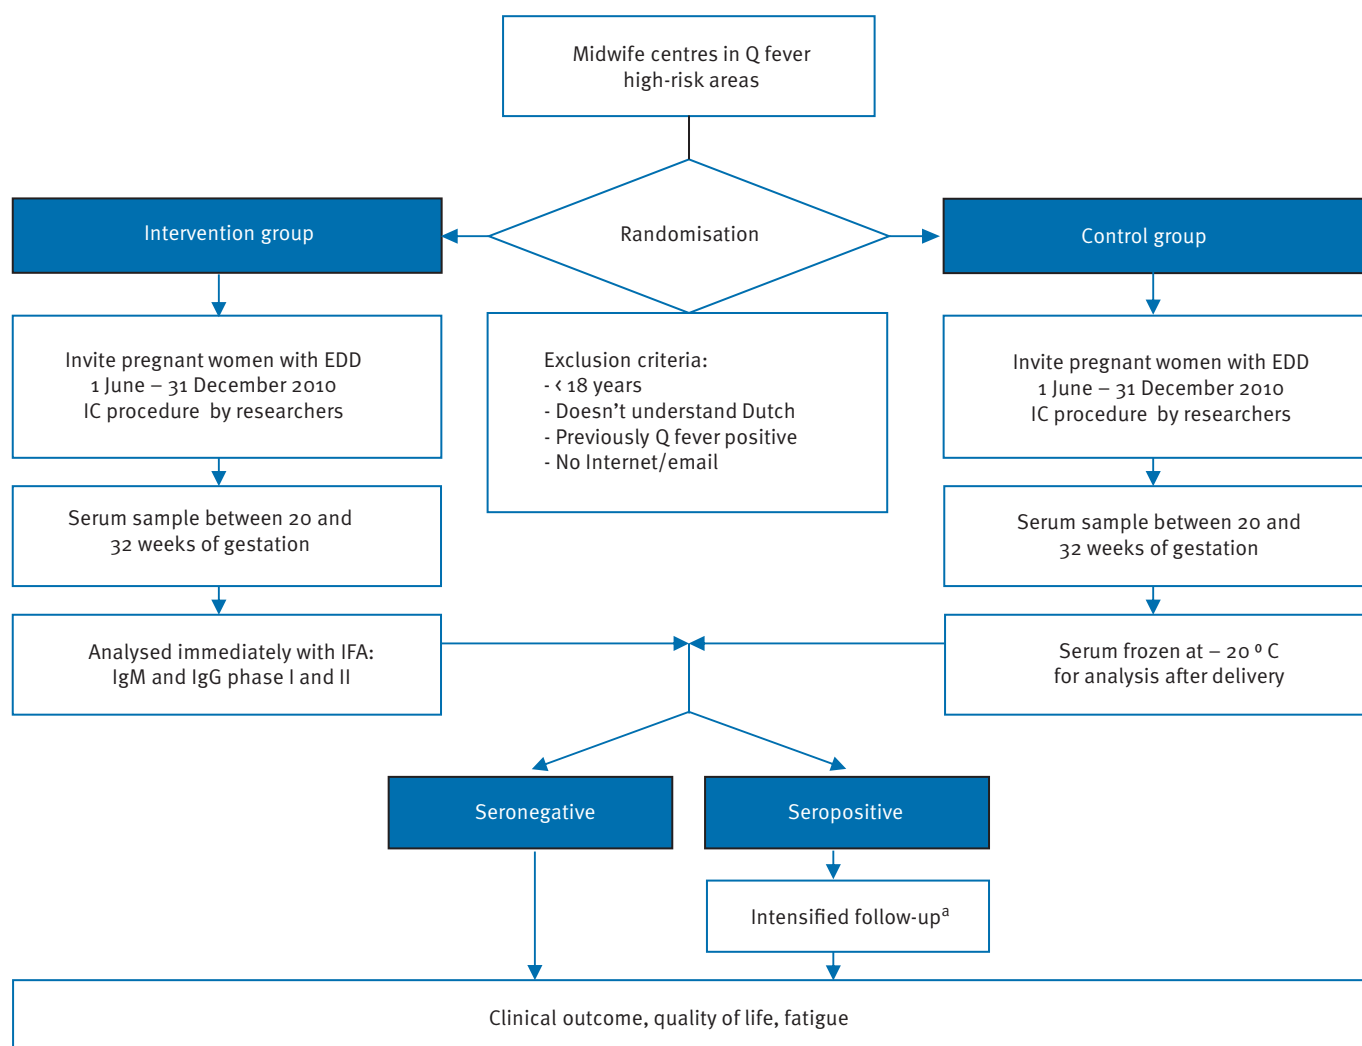 Midwife centres in Q fever
high-risk areas
Randomisation
Intervention group
Control group
Exclusion criteria:
- < 18 years
- Doesn't understand Dutch
- Previously Q fever positive
- No Internet/email
Invite pregnant women with EDD
1 June – 31 December 2010
IC procedure by researchers
Invite pregnant women with EDD
1 June – 31 December 2010
IC procedure by researchers
Serum sample between 20 and
32 weeks of gestation
Serum sample between 20 and
32 weeks of gestation
Analysed immediately with IFA:
IgM and IgG phase I and II
Serum frozen at – 20 º C
for analysis after delivery
Seronegative
Seropositive
Intensified follow-upᵃ
Clinical outcome, quality of life, fatigue